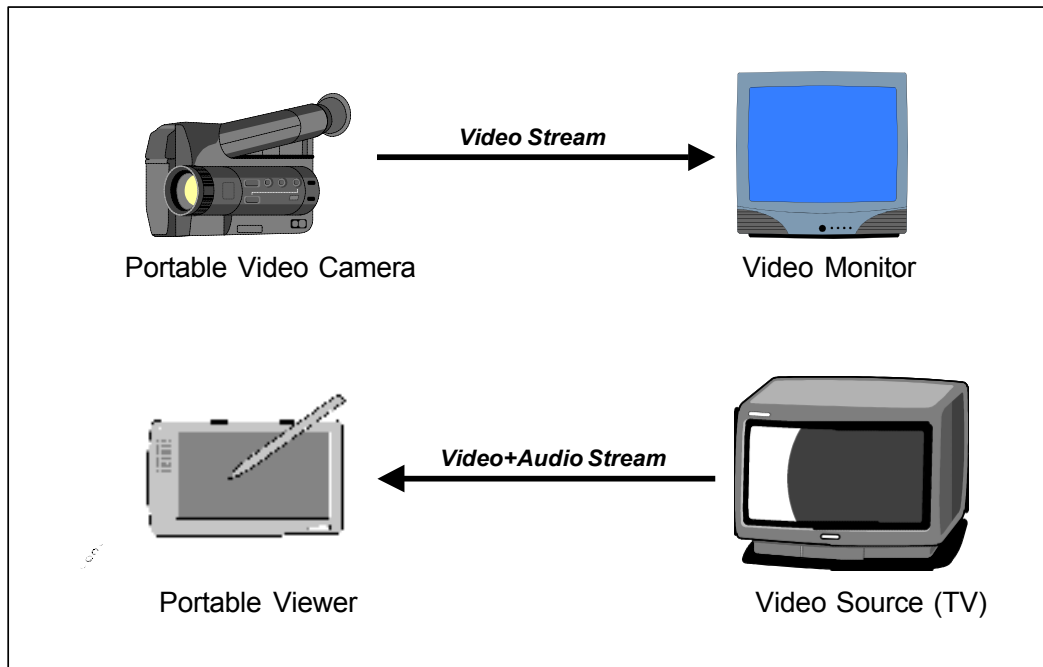 Video Stream
Portable Video Camera
Video Monitor
Video+Audio Stream
Portable Viewer
Video Source (TV)